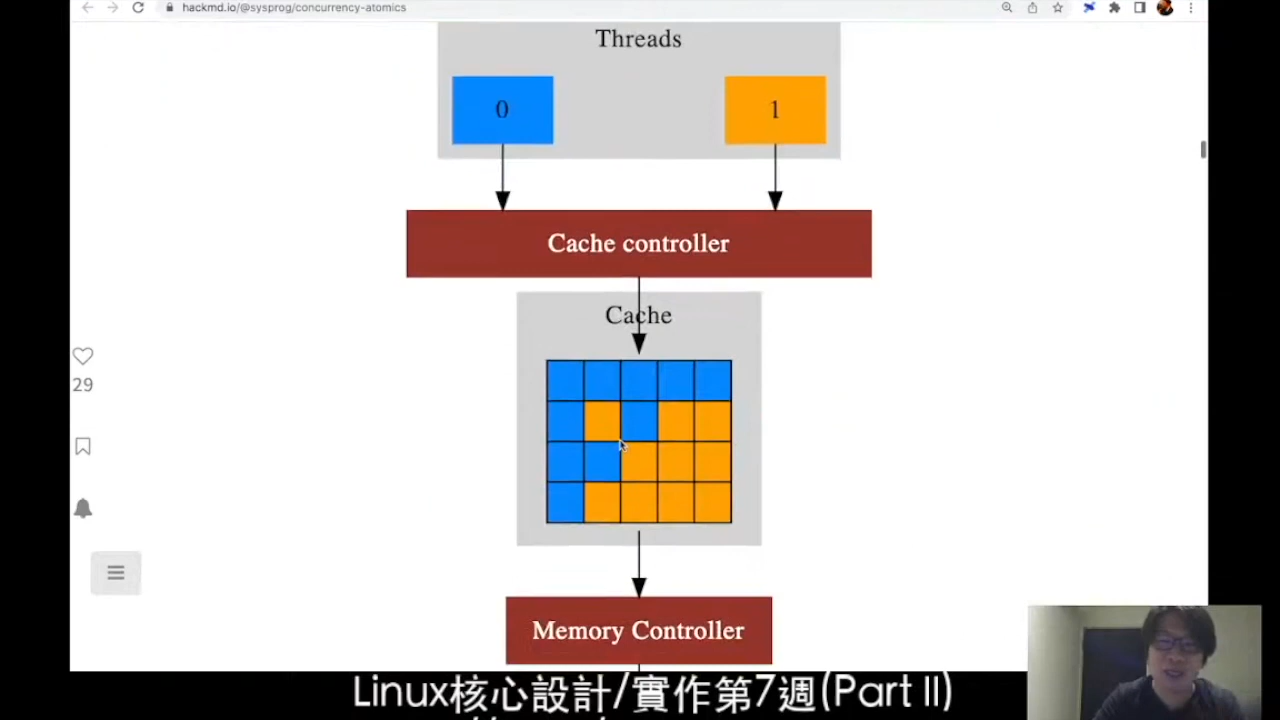 hackmd.io/@sysprog/concurrency-atomics
Threads
0
1
Cache controller
Cache
29
Memory Controller
Linux核心設計/實作第7週(Part II)